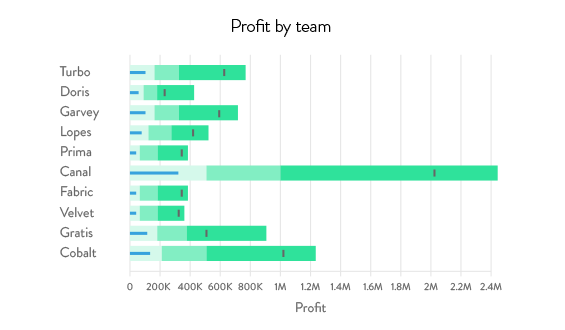 Profit by team
Turbo
Doris
Garvey
Lopes
Prima
Canal
Fabric
Velvet
Gratis
Cobalt
0 200K 400K 600K 800K 1M 1.2M 1.4M 1.6M 1.8M 2M 2.2M 2.4M
Profit